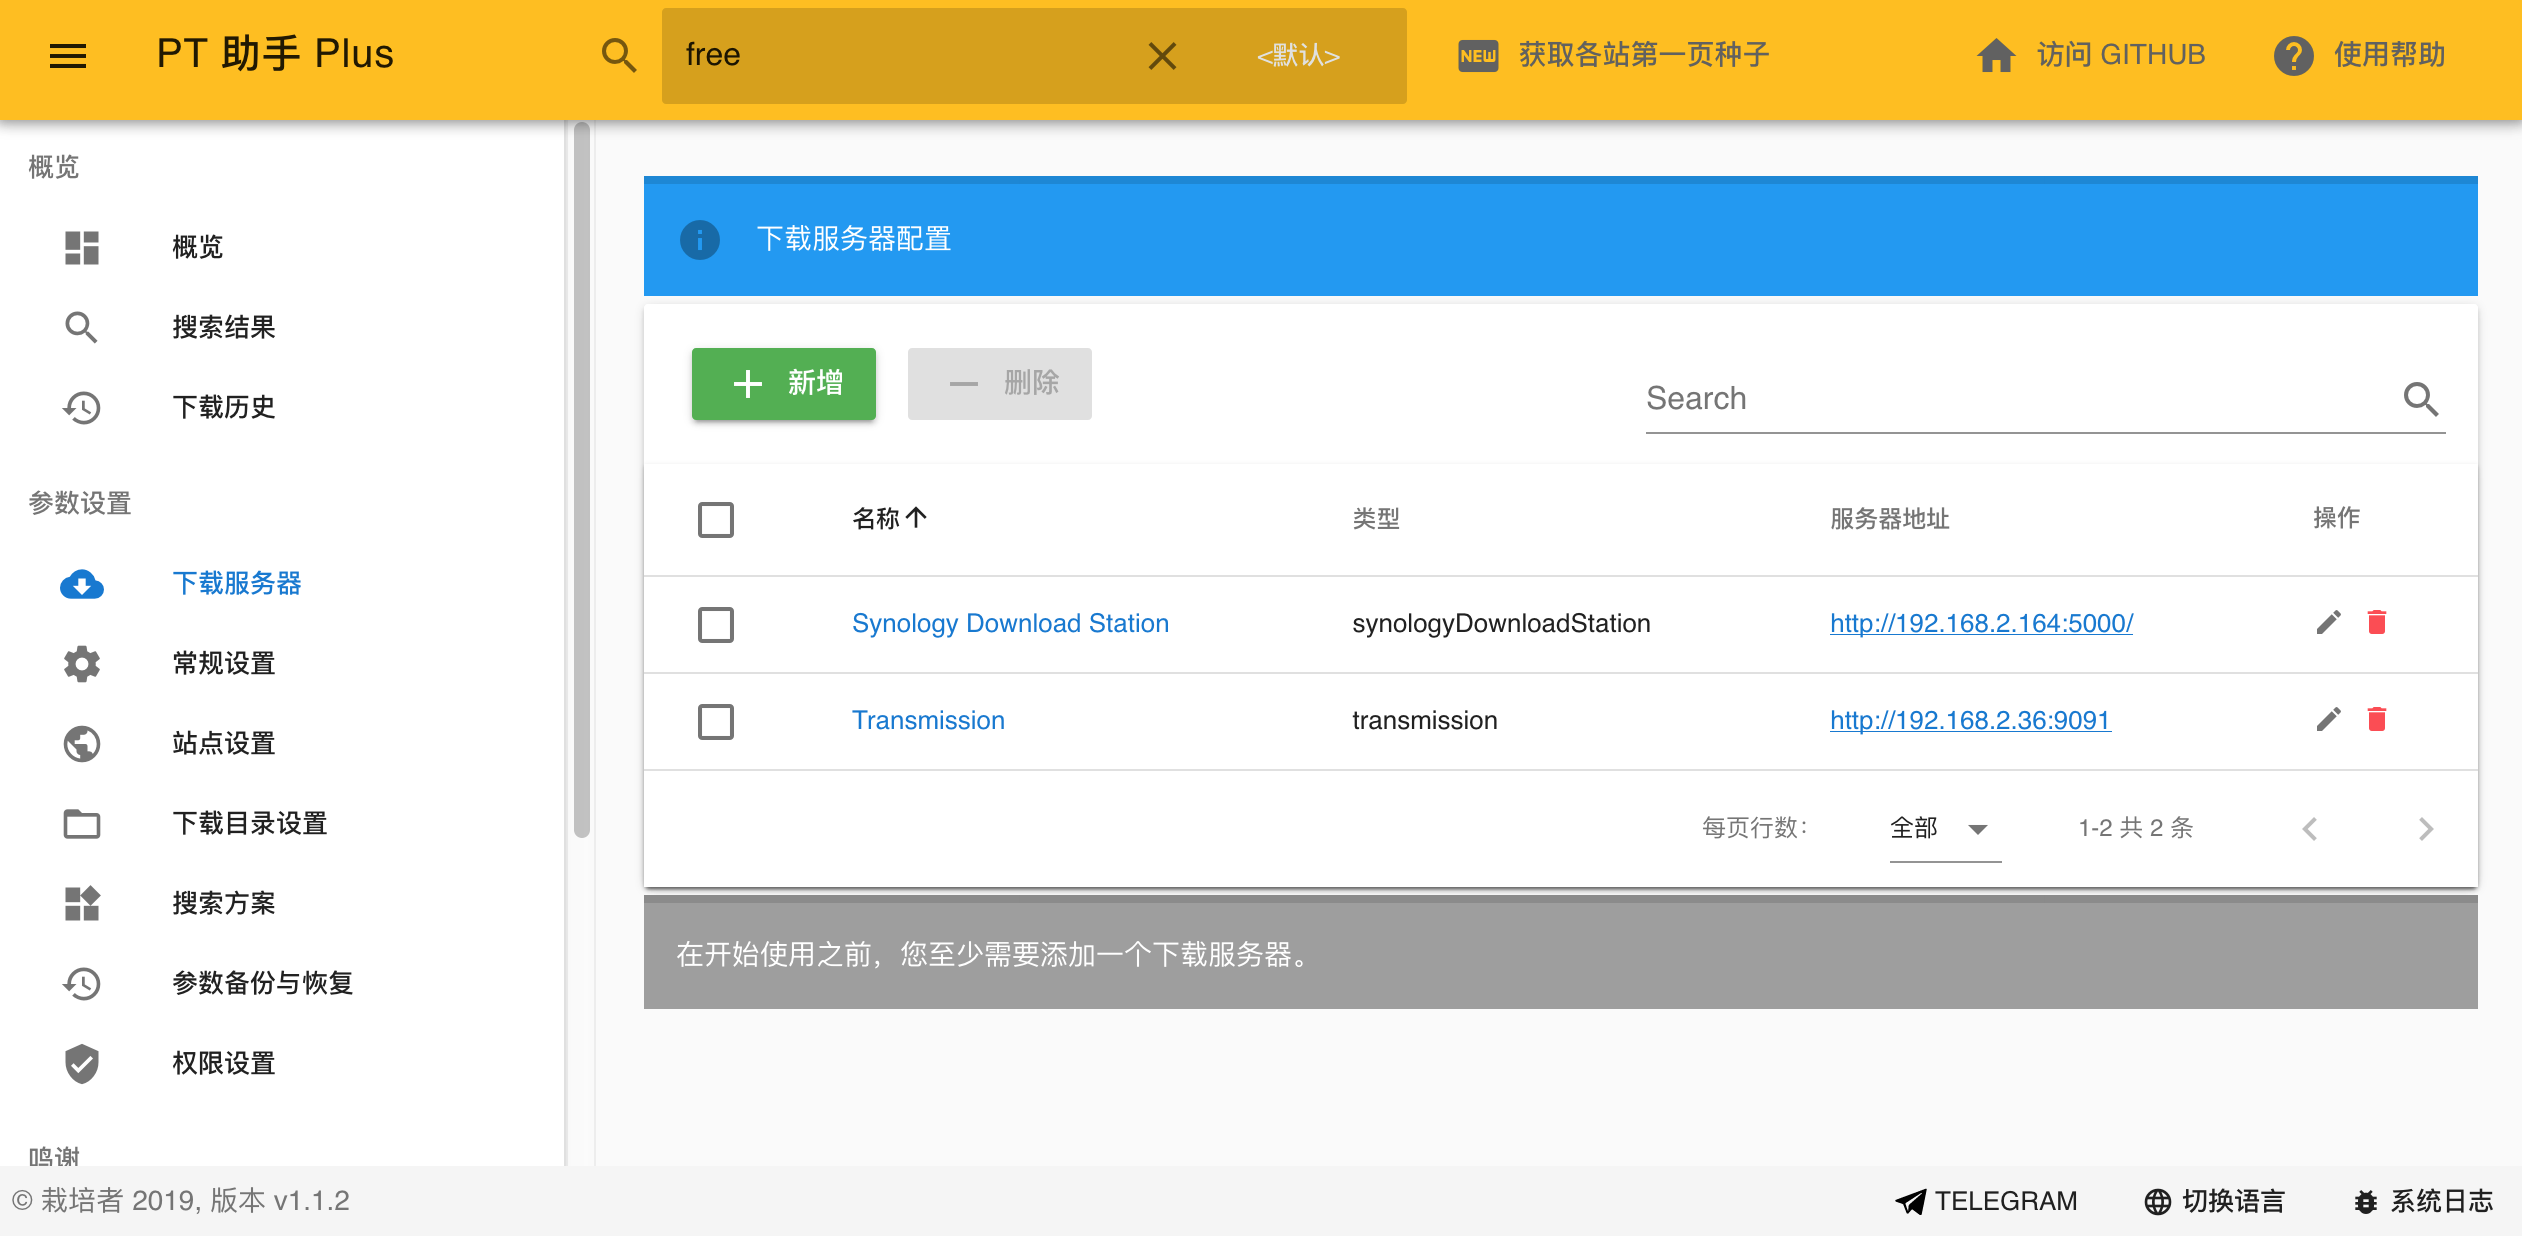 PT 助手 Plus
free
<默认>
NEW 获取各站第一页种子
访问 GITHUB
使用帮助
概览
概览
搜索结果
下载历史
参数设置
下载服务器
常规设置
站点设置
下载目录设置
搜索方案
参数备份与恢复
权限设置
鸣谢
下载服务器配置
新增
删除
Search
名称 类型 服务器地址 操作
Synology Download Station synologyDownloadStation http://192.168.2.164:5000/
Transmission transmission http://192.168.2.36:9091
每页行数： 全部 1-2 共 2 条
在开始使用之前，您至少需要添加一个下载服务器。
© 栽培者 2019, 版本 v1.1.2
TELEGRAM
切换语言
系统日志